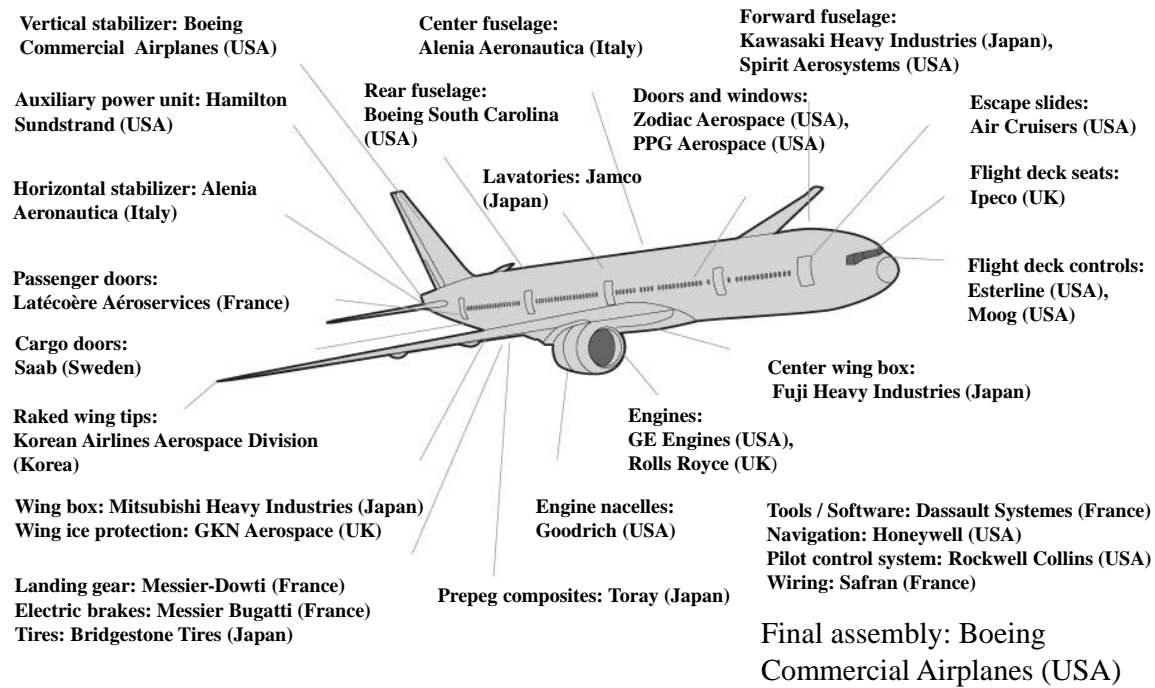 Vertical stabilizer: Boeing
Commercial Airplanes (USA)
Center fuselage:
Alenia Aeronautica (Italy)
Forward fuselage:
Kawasaki Heavy Industries (Japan),
Spirit Aerosystems (USA)
Auxiliary power unit: Hamilton
Sundstrand (USA)
Rear fuselage:
Boeing South Carolina
(USA)
Doors and windows:
Zodiac Aerospace (USA),
PPG Aerospace (USA)
Escape slides:
Air Cruisers (USA)
Horizontal stabilizer: Alenia
Aeronautica (Italy)
Lavatories: Jamco
(Japan)
Flight deck seats:
Ipeco (UK)
Passenger doors:
Latécoère Aéroservices (France)
Flight deck controls:
Esterline (USA),
Moog (USA)
Cargo doors:
Saab (Sweden)
Center wing box:
Fuji Heavy Industries (Japan)
Raked wing tips:
Korean Airlines Aerospace Division
(Korea)
Engines:
GE Engines (USA),
Rolls Royce (UK)
Wing box: Mitsubishi Heavy Industries (Japan)
Wing ice protection: GKN Aerospace (UK)
Engine nacelles:
Goodrich (USA)
Tools / Software: Dassault Systemes (France)
Navigation: Honeywell (USA)
Pilot control system: Rockwell Collins (USA)
Wiring: Safran (France)
Landing gear: Messier-Dowti (France)
Electric brakes: Messier Bugatti (France)
Tires: Bridgestone Tires (Japan)
Prepeg composites: Toray (Japan)
Final assembly: Boeing
Commercial Airplanes (USA)